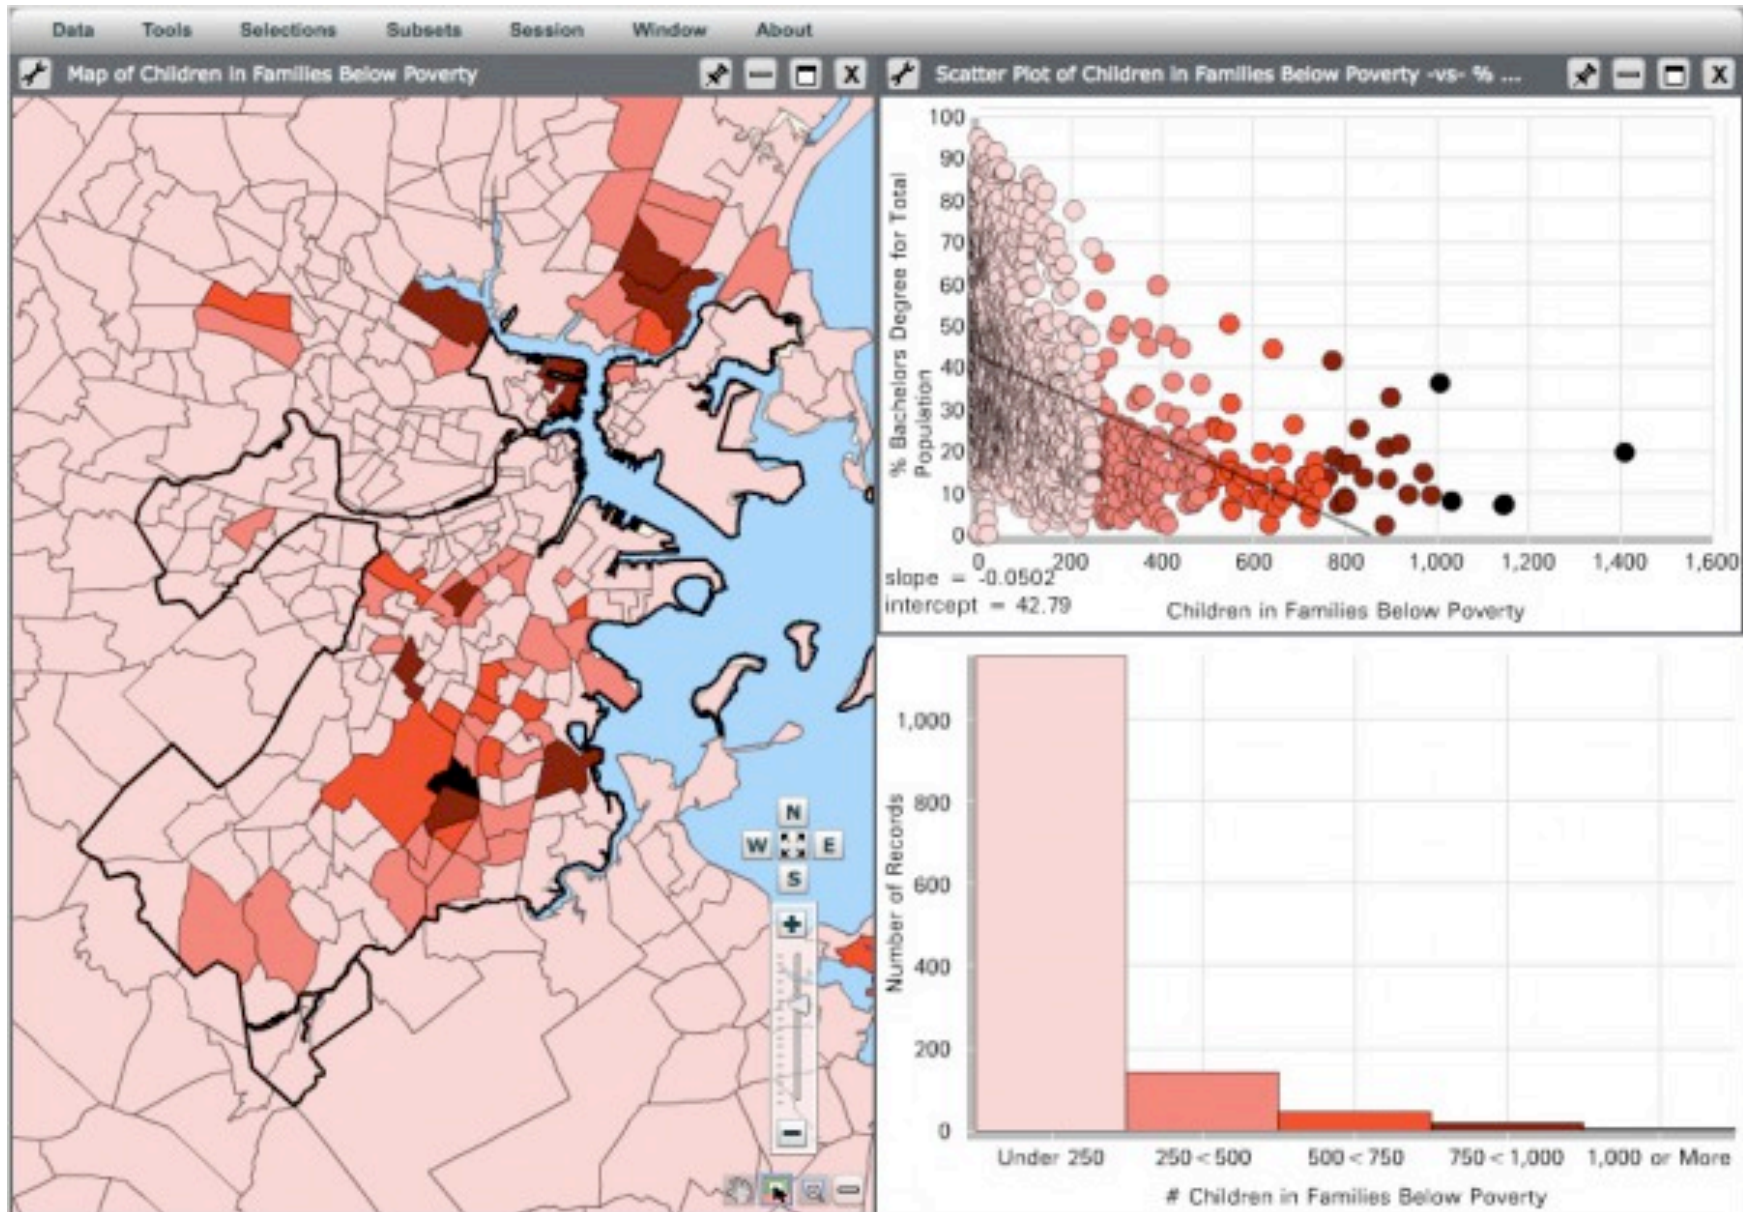 Data Tools Selections Subsets Session Window About
Map of Children in Families Below Poverty
X
Scatter Plot of Children in Families Below Poverty -vs- % ...
X
N
W E
S
% Bachelors Degree for Total
Population
100
90
80
70
60
50
40
30
20
10
0
0 200 400 600 800 1,000 1,200 1,400 1,600
slope = -0.0502
intercept = 42.79
Children in Families Below Poverty
Number of Records
1,000
800
600
400
200
0
Under 250 250<500 500<750 750<1,000 1,000 or More
# Children in Families Below Poverty